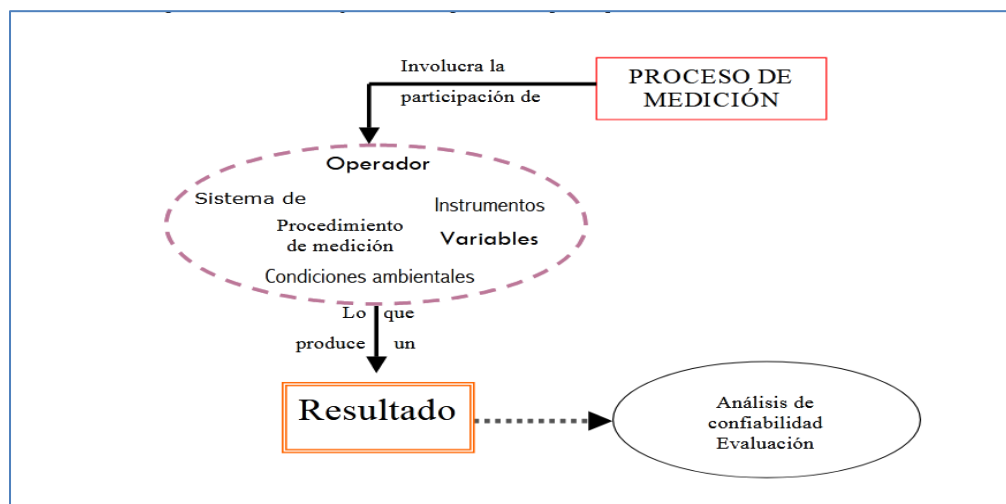 PROCESO DE
MEDICIÓN
Involucra la
participación de
Operador
Sistema de
Instrumentos
Procedimiento
de medición
Variables
Condiciones ambientales
Lo que
produce un
Resultado
Análisis de
confiabilidad
Evaluación